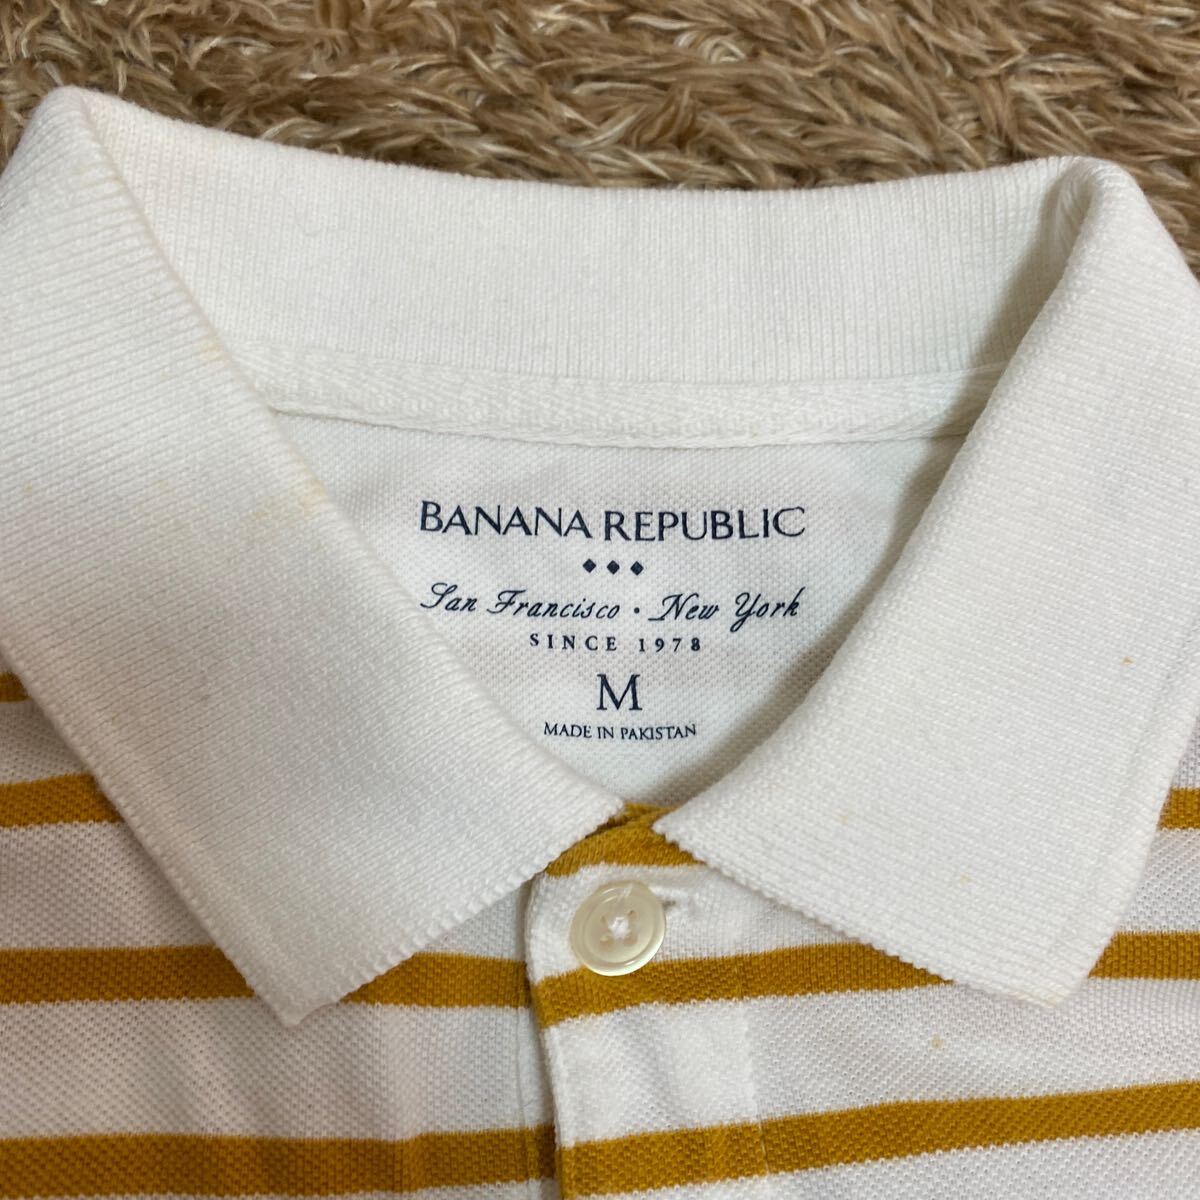 BANANA REPUBLIC
San Francisco • New York
SINCE 1978
M
MADE IN PAKISTAN